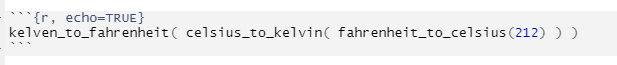 ```{r, echo=TRUE}
kelven_to_fahrenheit( celsius_to_kelvin( fahrenheit_to_celsius(212) ) )
```